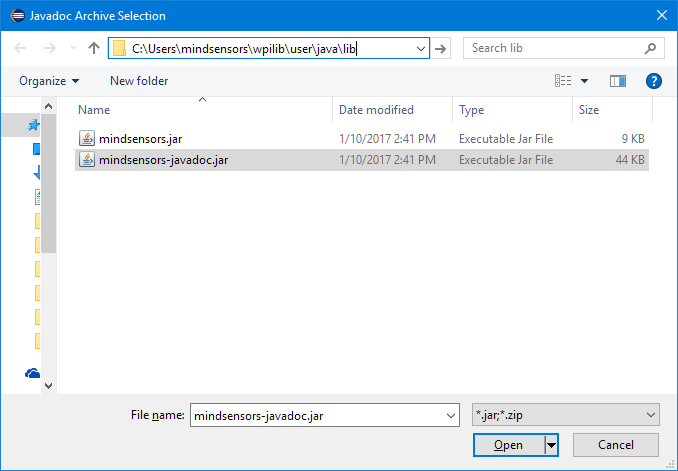 Javadoc Archive Selection
C:\Users\mindsensors\wpilib\user\java\lib
Search lib
Organize New folder
?
Name Date modified Type Size
mindsensors.jar 1/10/2017 2:41 PM Executable Jar File 9 KB
mindsensors-javadoc.jar 1/10/2017 2:41 PM Executable Jar File 44 KB
File name: mindsensors-javadoc.jar *.jar;*.zip
Open Cancel